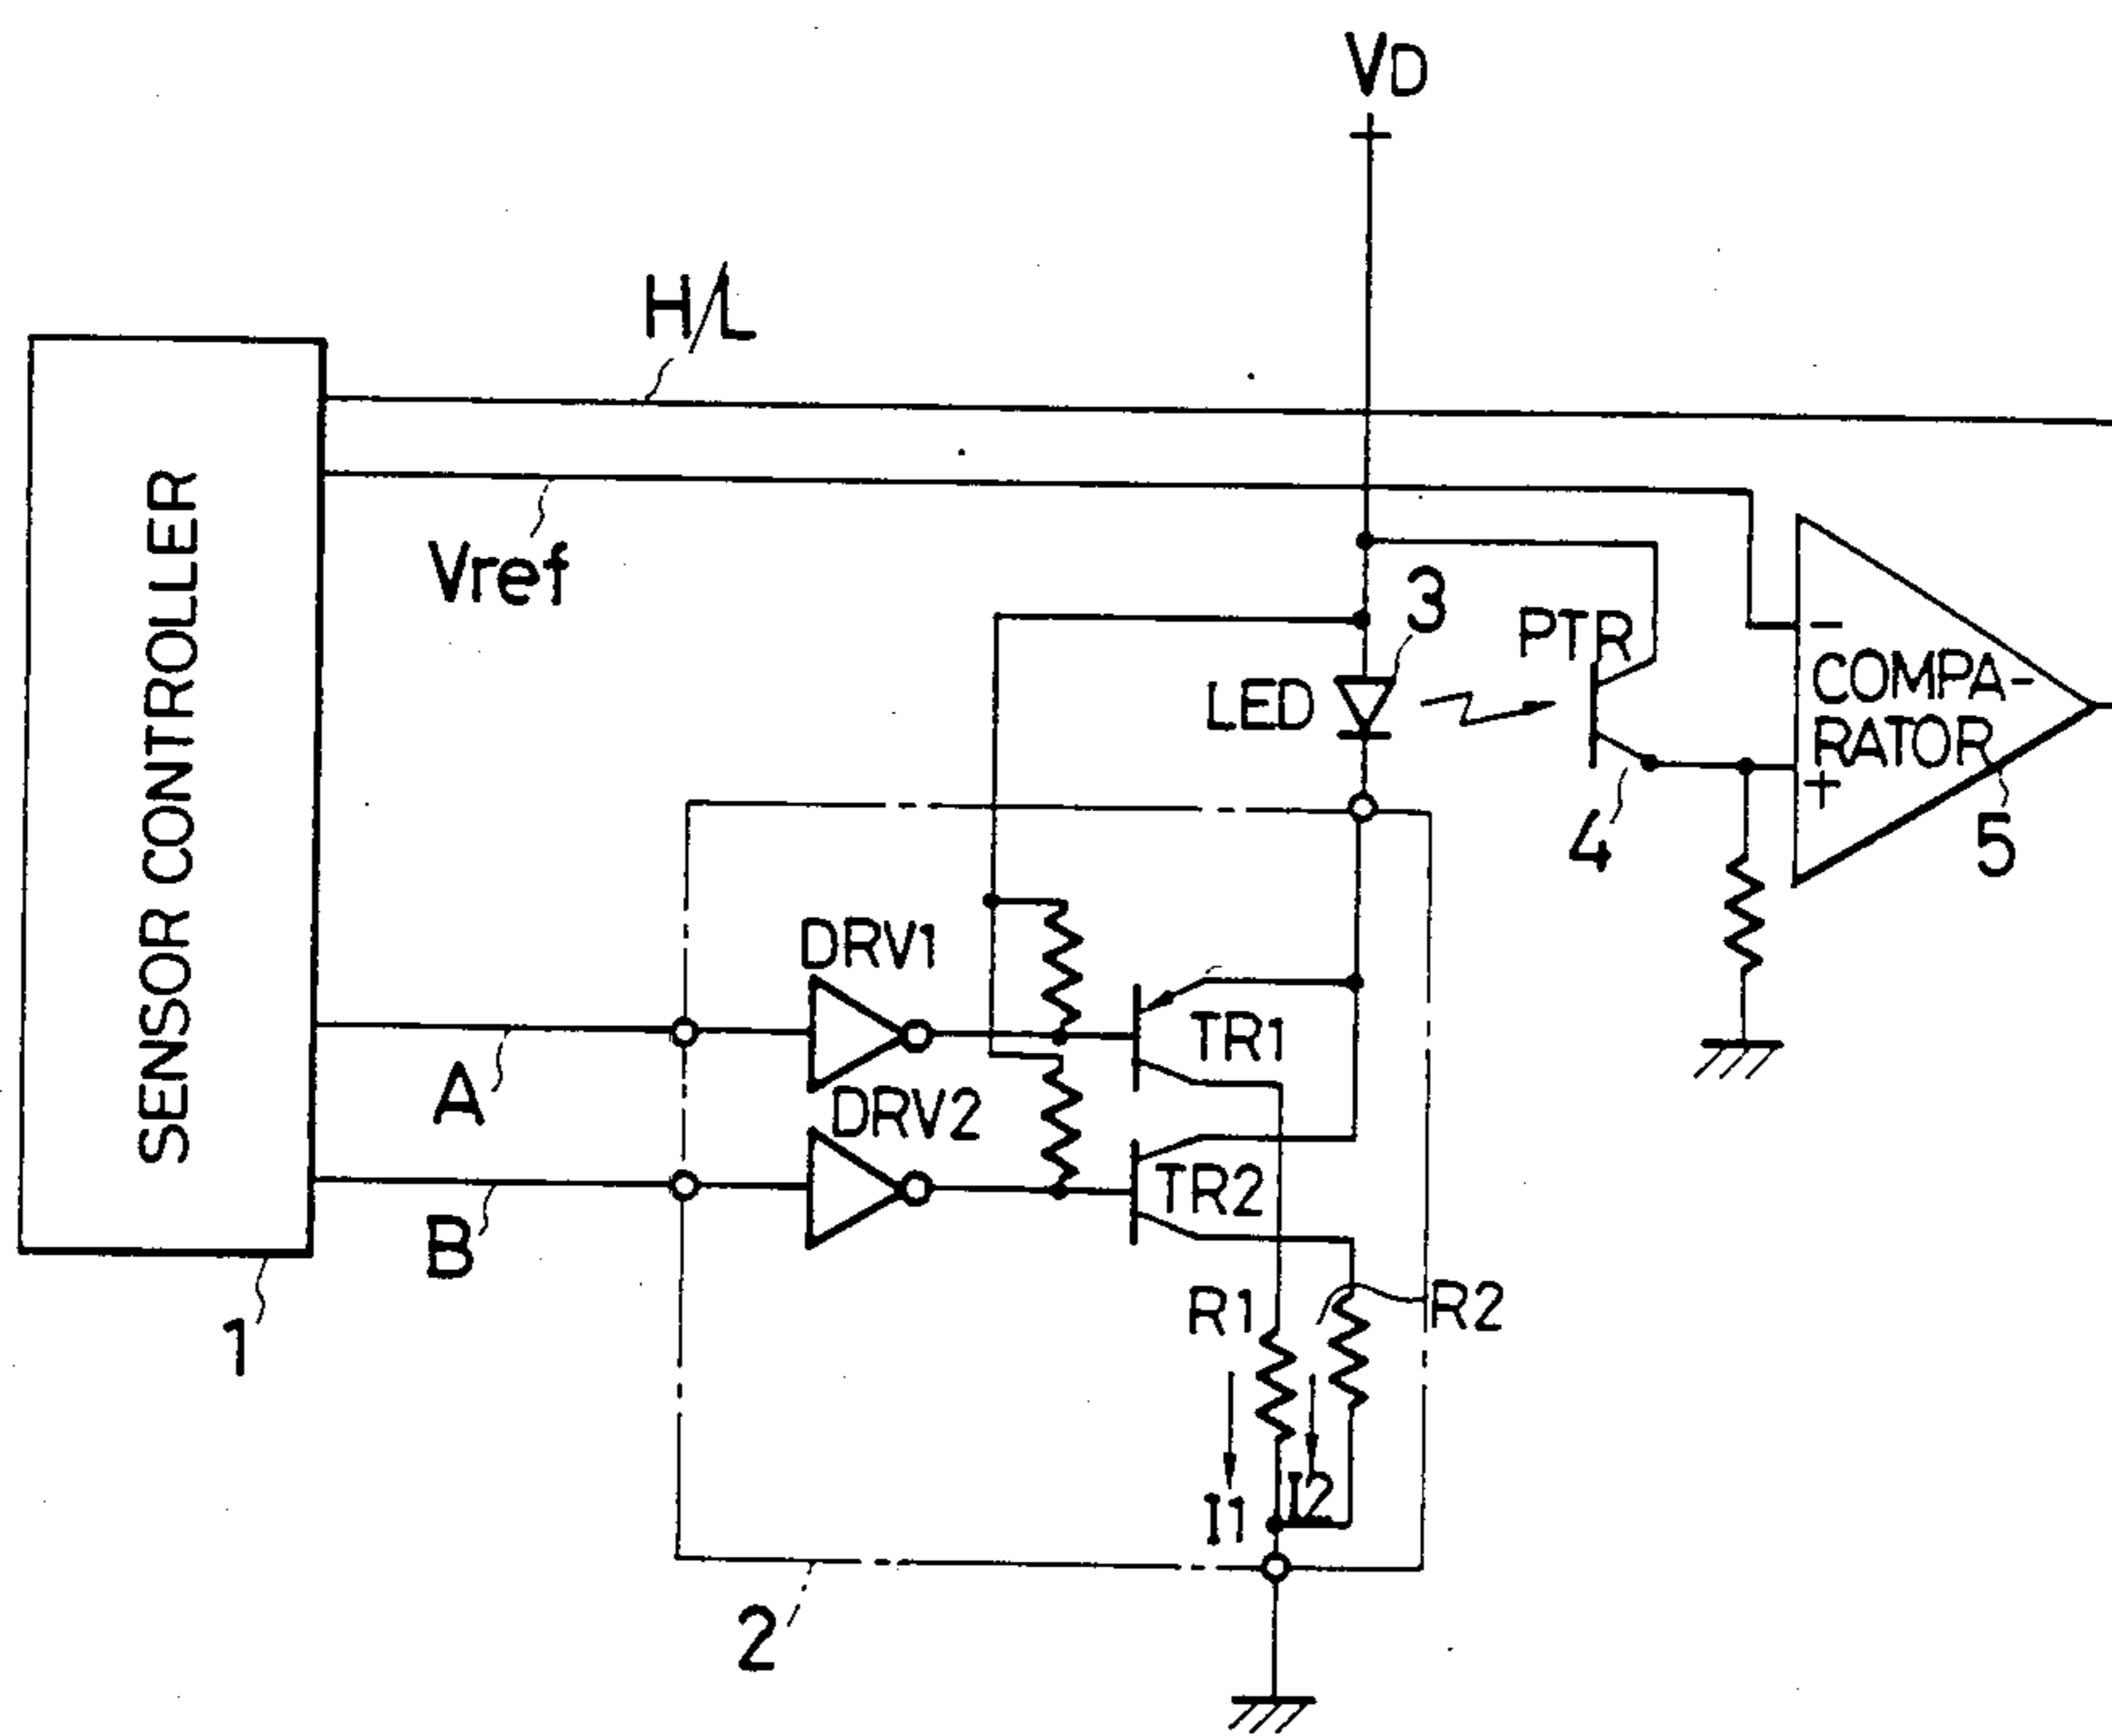 VD
H/L
Vref
SENSOR CONTROLLER
3
PTR
LED
−
COMPA-
RATOR
+
4
5
DRV1
TR1
A
DRV2
TR2
B
R1
R2
1
I1
I2
2